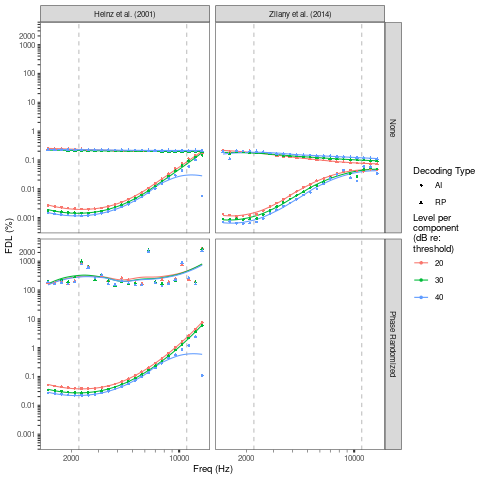 Heinz et al. (2001)
Zilany et al. (2014)
2000
1000
100
10
1
0.1
0.01
0.001
None
2000
1000
100
10
1
0.1
0.01
0.001
Phase Randomized
FDL (%)
2000
10000
2000
10000
Freq (Hz)
Decoding Type
AI
RP
Level per
component
(dB re:
threshold)
20
30
40